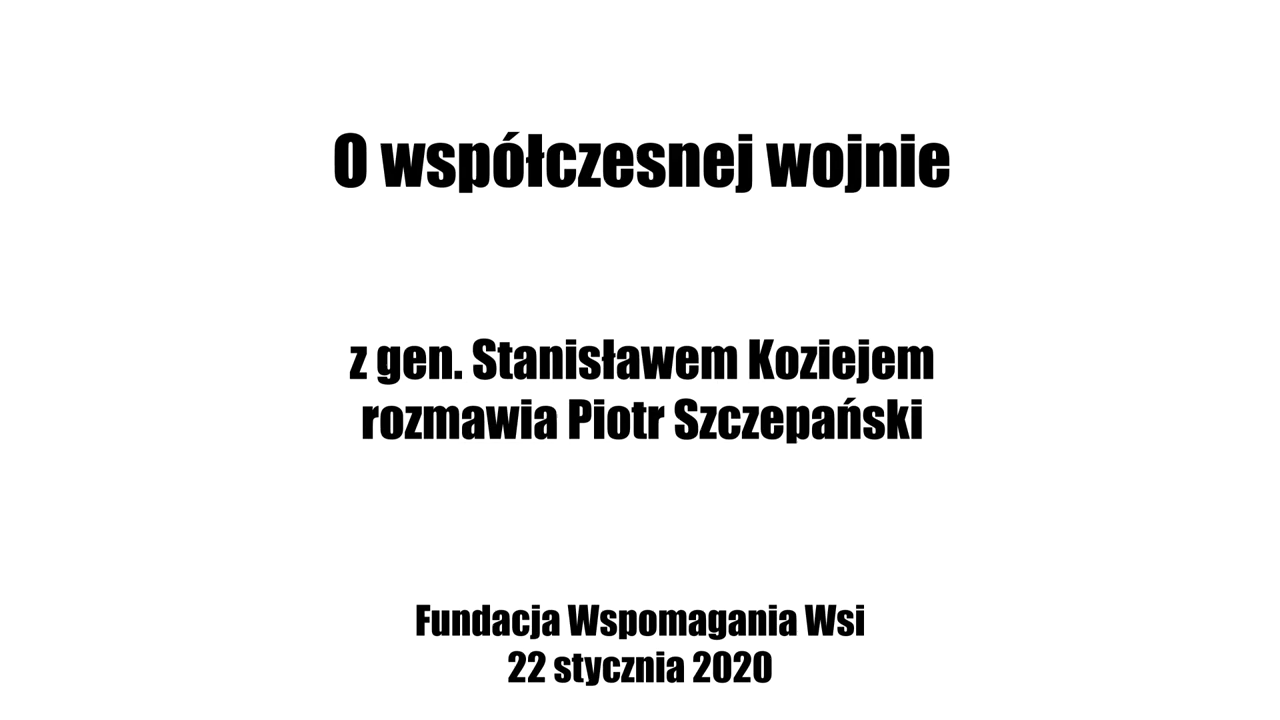 O współczesnej wojnie
z gen. Stanisławem Koziejem
rozmawia Piotr Szczepański
Fundacja Wspomagania Wsi
22 stycznia 2020